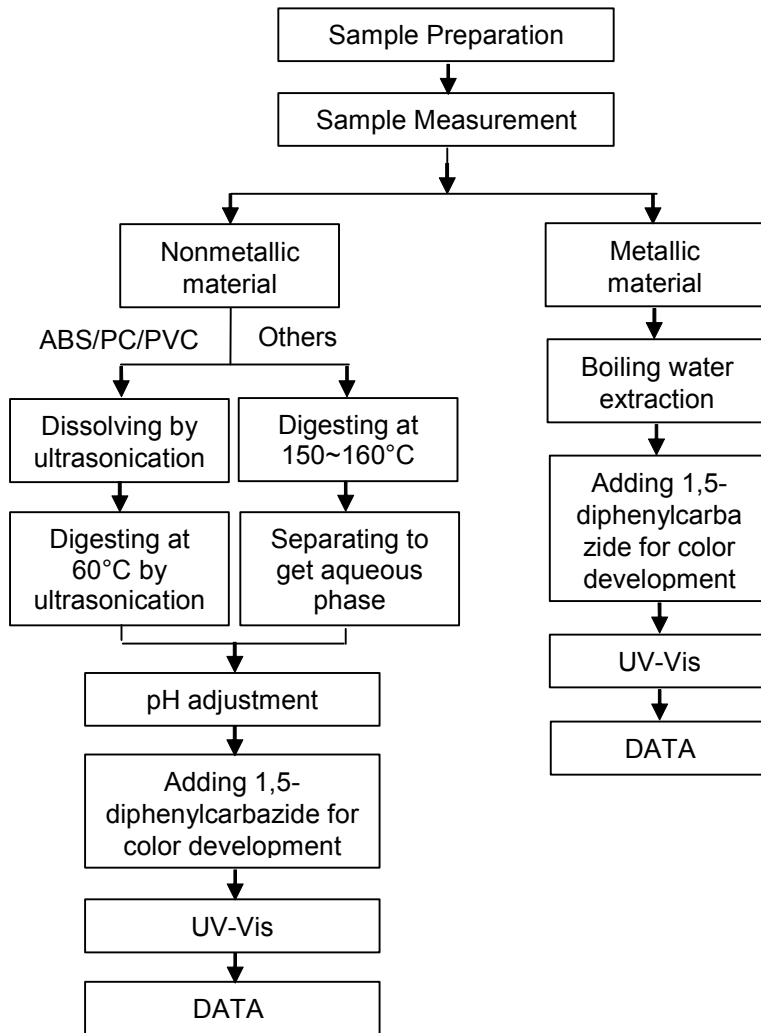 Sample Preparation
Sample Measurement
Nonmetallic
material
Metallic
material
ABS/PC/PVC
Others
Boiling water
extraction
Dissolving by
ultrasonication
Digesting at
150~160°C
Adding 1,5-
diphenylcarba
zide for color
development
Digesting at
60°C by
ultrasonication
Separating to
get aqueous
phase
UV-Vis
pH adjustment
DATA
Adding 1,5-
diphenylcarbazide for
color development
UV-Vis
DATA